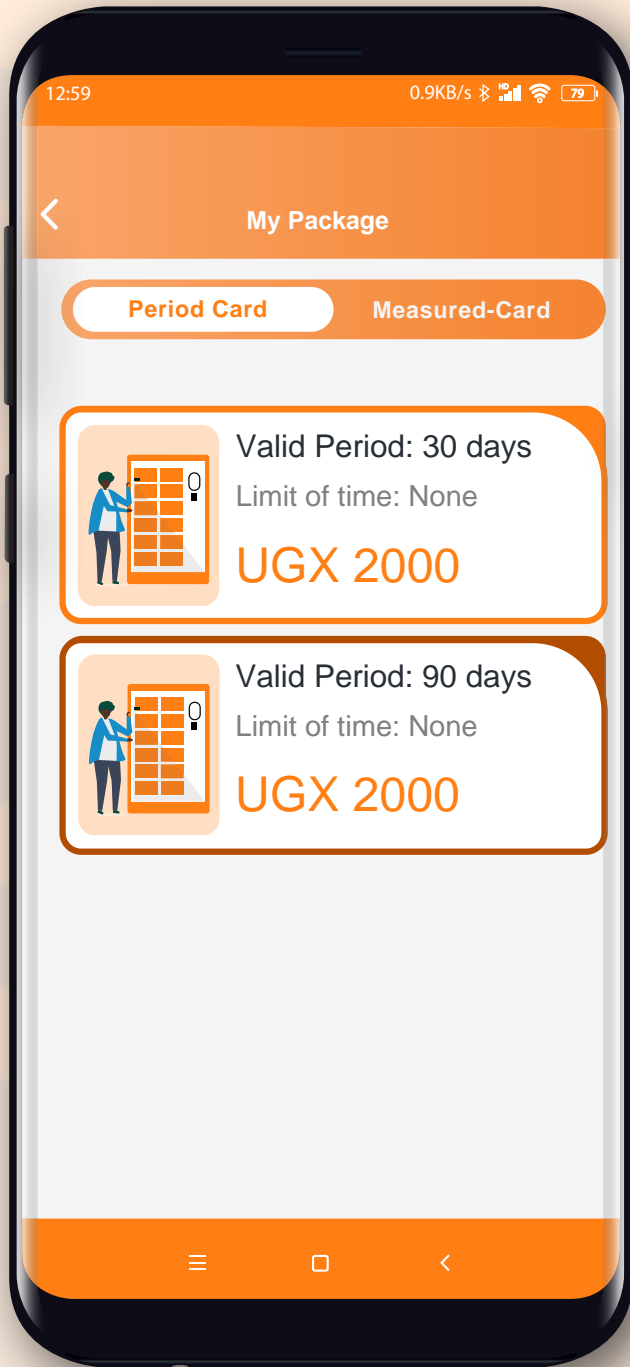 12:59
0.9KB/s HD 79
My Package
Period Card
Measured-Card
Valid Period: 30 days
Limit of time: None
UGX 2000
Valid Period: 90 days
Limit of time: None
UGX 2000